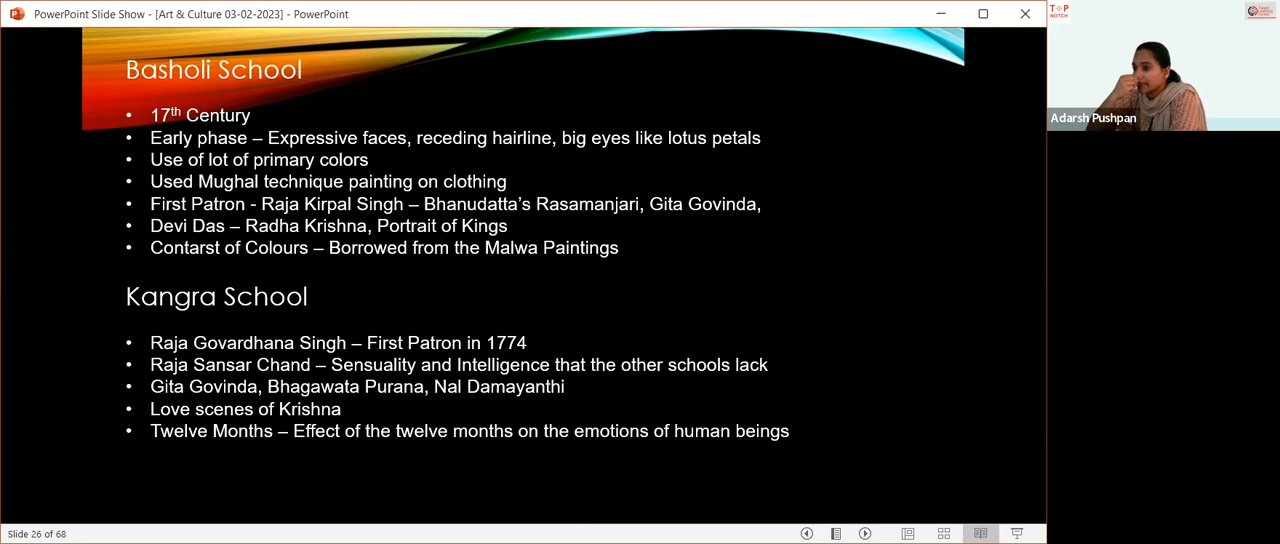 PowerPoint Slide Show - [Art & Culture 03-02-2023] - PowerPoint
T P
NOTCH
Basholi School
• 17th Century
• Early phase – Expressive faces, receding hairline, big eyes like lotus petals
• Use of lot of primary colors
• Used Mughal technique painting on clothing
• First Patron - Raja Kirpal Singh – Bhanudatta's Rasamanjari, Gita Govinda,
• Devi Das – Radha Krishna, Portrait of Kings
• Contarst of Colours – Borrowed from the Malwa Paintings
Kangra School
• Raja Govardhana Singh – First Patron in 1774
• Raja Sansar Chand – Sensuality and Intelligence that the other schools lack
• Gita Govinda, Bhagawata Purana, Nal Damayanthi
• Love scenes of Krishna
• Twelve Months – Effect of the twelve months on the emotions of human beings
Adarsh Pushpan
Slide 26 of 68